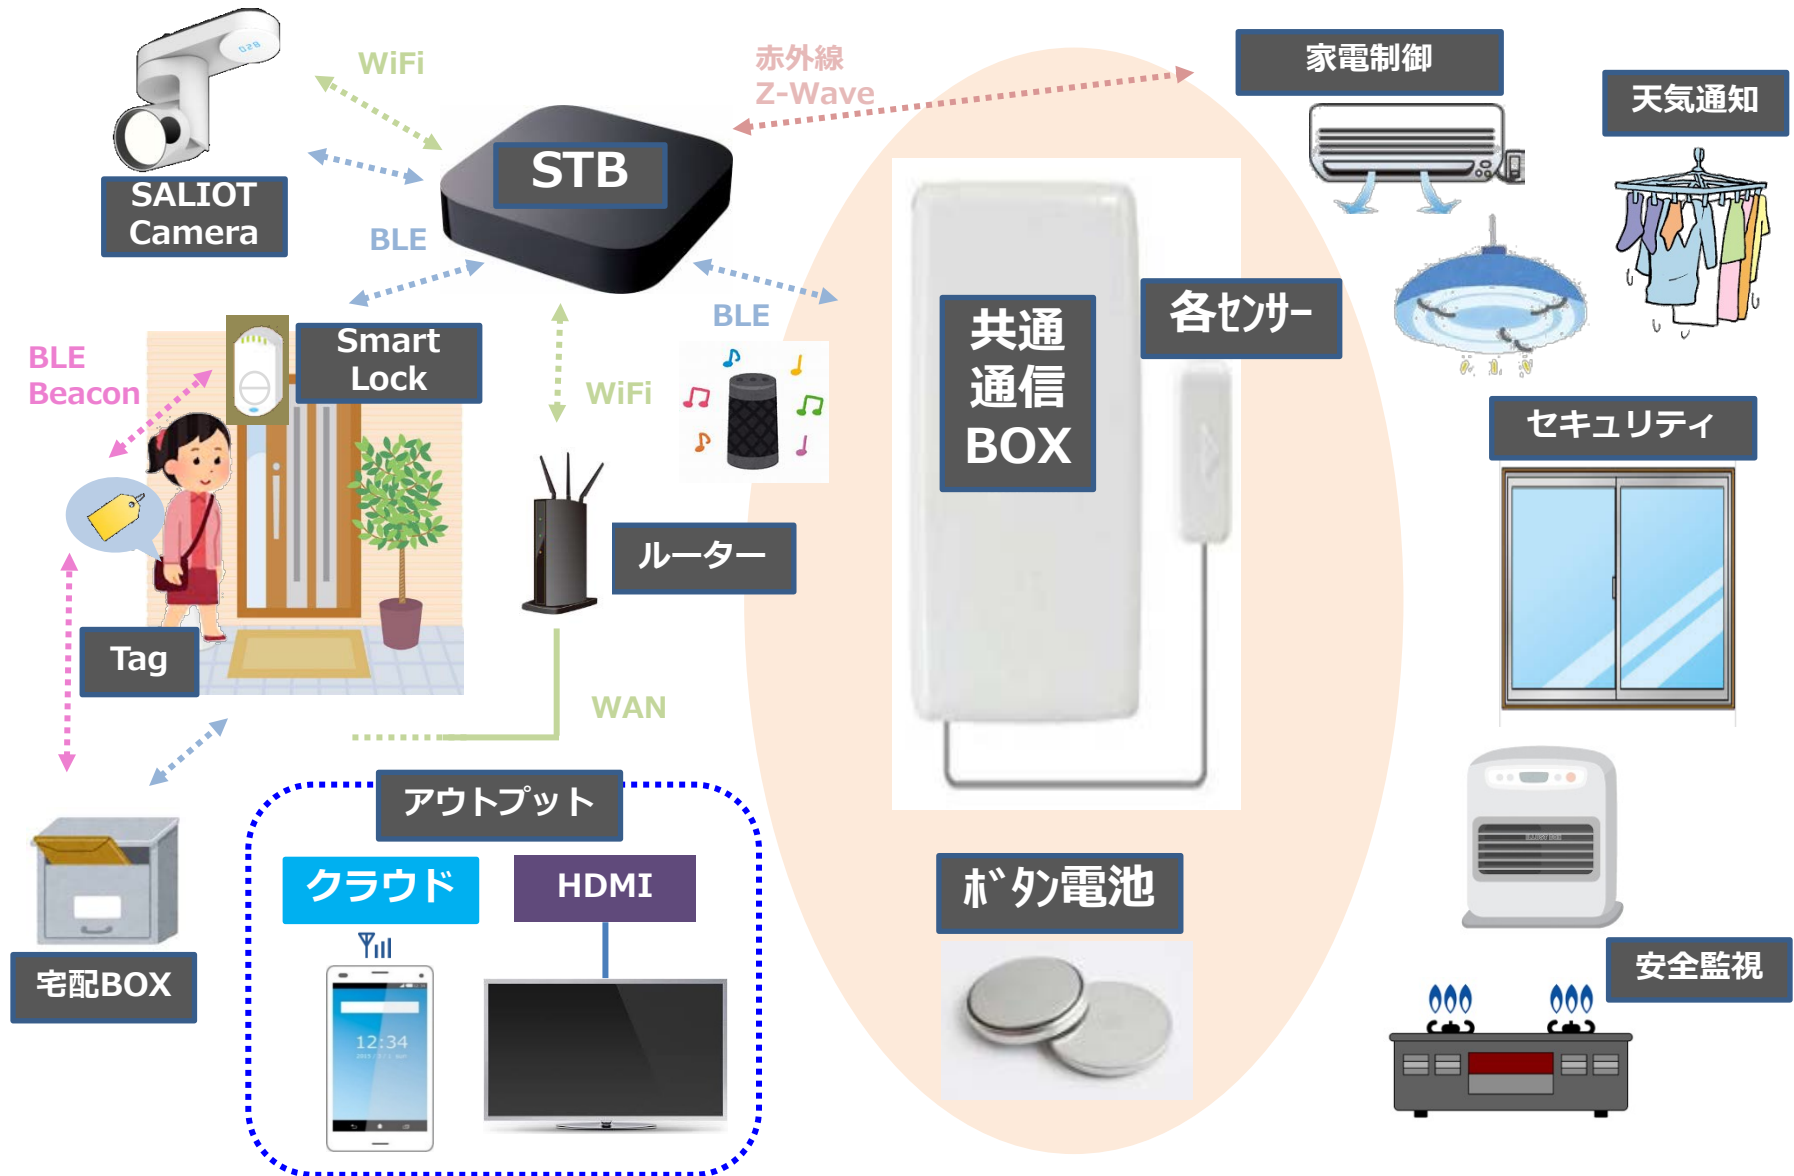 WiFi
赤外線
Z-Wave
家電制御
天気通知
SALIOT
Camera
STB
BLE
BLE
Smart
Lock
BLE
Beacon
WiFi
共通
通信
BOX
各ｾﾝｻｰ
セキュリティ
ルーター
Tag
WAN
アウトプット
クラウド
HDMI
ﾎﾞﾀﾝ電池
宅配BOX
安全監視
12:34